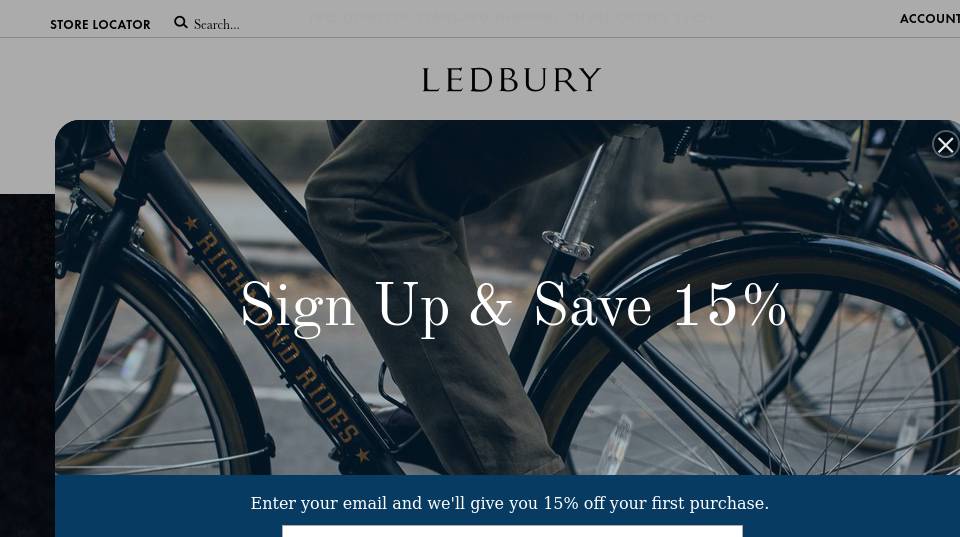 STORE LOCATOR
Search...
ACCOUNT
LEDBURY
RICHMOND RIDES
Sign Up & Save 15%
Enter your email and we'll give you 15% off your first purchase.